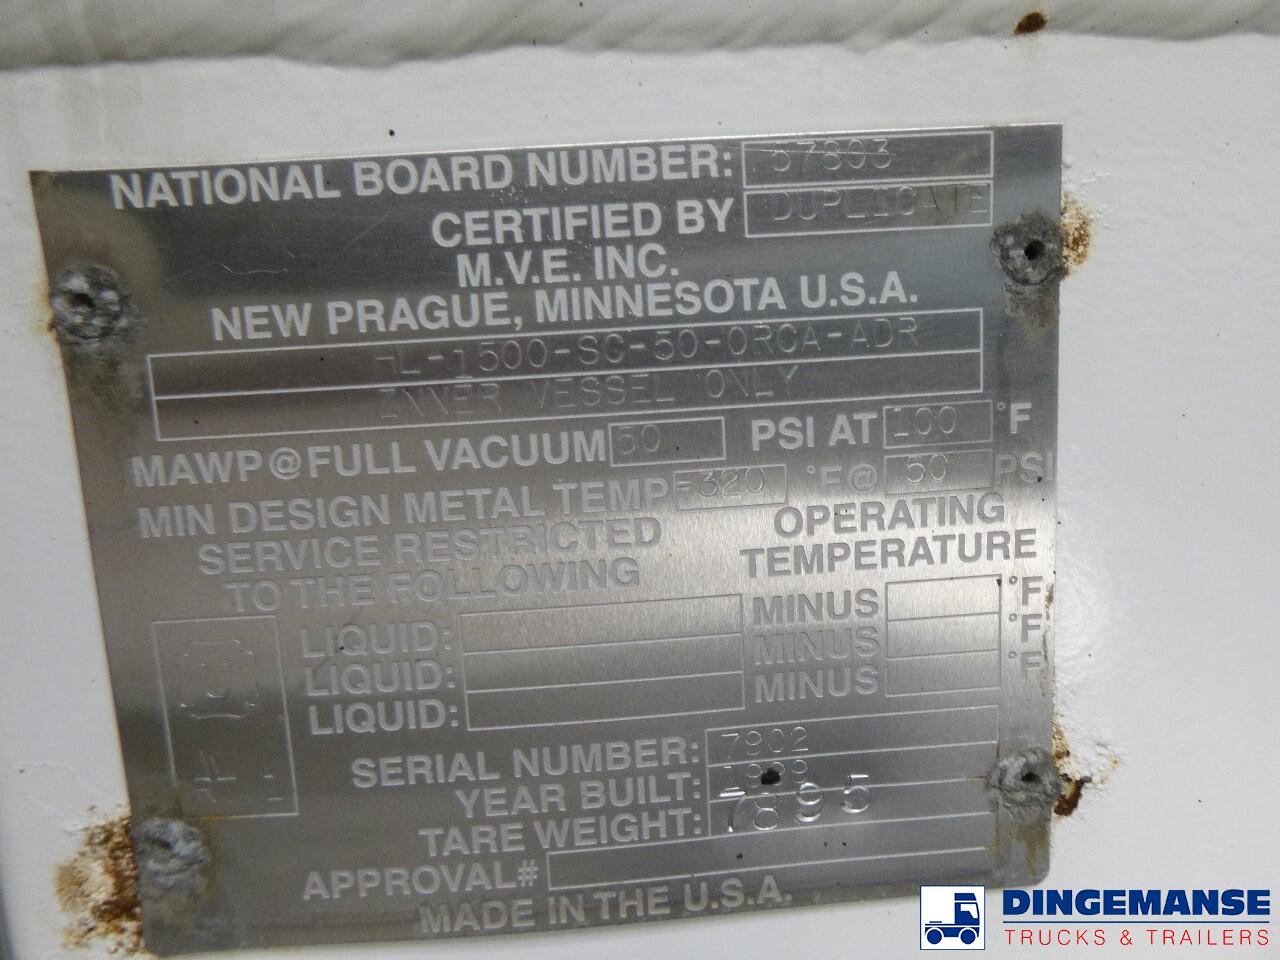 NATIONAL BOARD NUMBER: 57803
CERTIFIED BY DUPLICATE
M.V.E. INC.
NEW PRAGUE, MINNESOTA U.S.A.
HL-1500-SC-50-ORCA-ADR
INNER VESSEL ONLY
MAWP@FULL VACUUM 50 PSI AT 100 °F
MIN DESIGN METAL TEMP -320 °F@ 50 PSI
SERVICE RESTRICTED
TO THE FOLLOWING
OPERATING
TEMPERATURE
LIQUID: MINUS °F
LIQUID: MINUS °F
LIQUID: MINUS °F
SERIAL NUMBER: 7802
YEAR BUILT:
TARE WEIGHT: 7895
APPROVAL#
MADE IN THE U.S.A.
DINGEMANSE
TRUCKS & TRAILERS